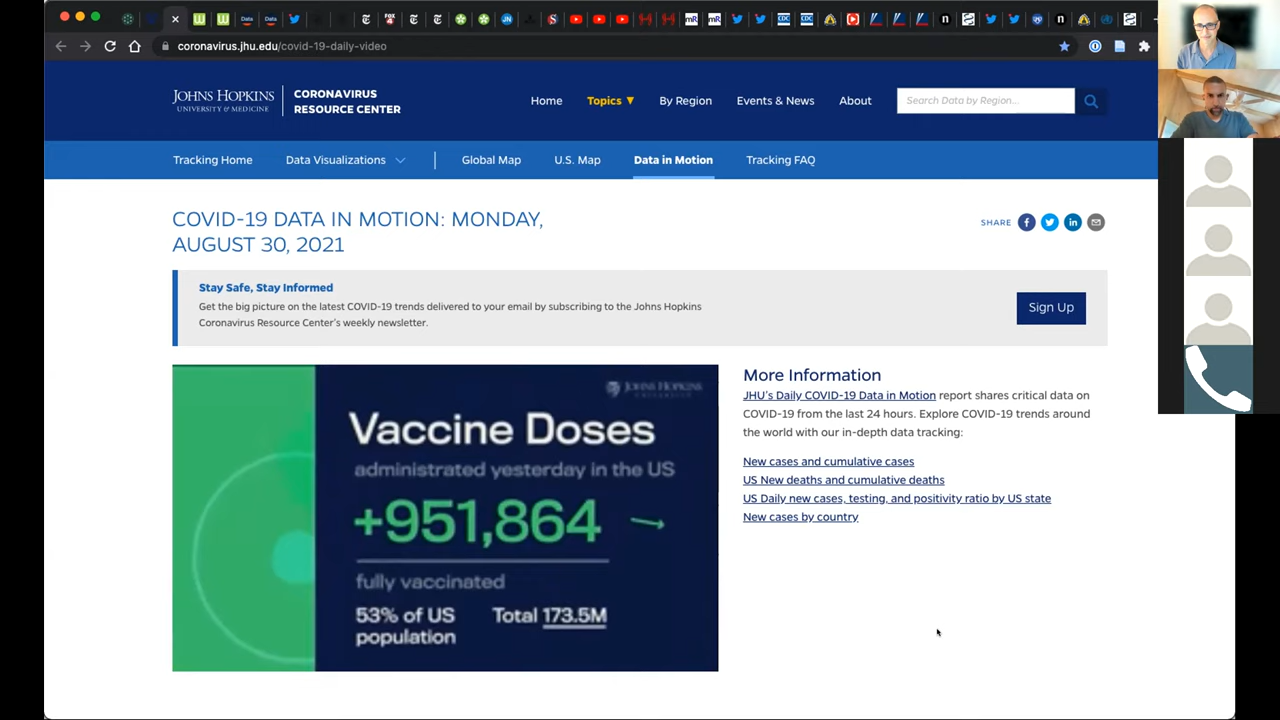 coronavirus.jhu.edu/covid-19-daily-video
JOHNS HOPKINS
UNIVERSITY & MEDICINE
CORONAVIRUS
RESOURCE CENTER
Home
Topics ▼
By Region
Events & News
About
Search Data by Region...
Tracking Home
Data Visualizations
Global Map
U.S. Map
Data in Motion
Tracking FAQ
COVID-19 DATA IN MOTION: MONDAY,
AUGUST 30, 2021
SHARE
Stay Safe, Stay Informed
Get the big picture on the latest COVID-19 trends delivered to your email by subscribing to the Johns Hopkins
Coronavirus Resource Center's weekly newsletter.
Sign Up
JOHNS HOPKINS
UNIVERSITY
Vaccine Doses
administrated yesterday in the US
+951,864
fully vaccinated
53% of US
population
Total 173.5M
More Information
JHU's Daily COVID-19 Data in Motion report shares critical data on
COVID-19 from the last 24 hours. Explore COVID-19 trends around
the world with our in-depth data tracking:
New cases and cumulative cases
US New deaths and cumulative deaths
US Daily new cases, testing, and positivity ratio by US state
New cases by country